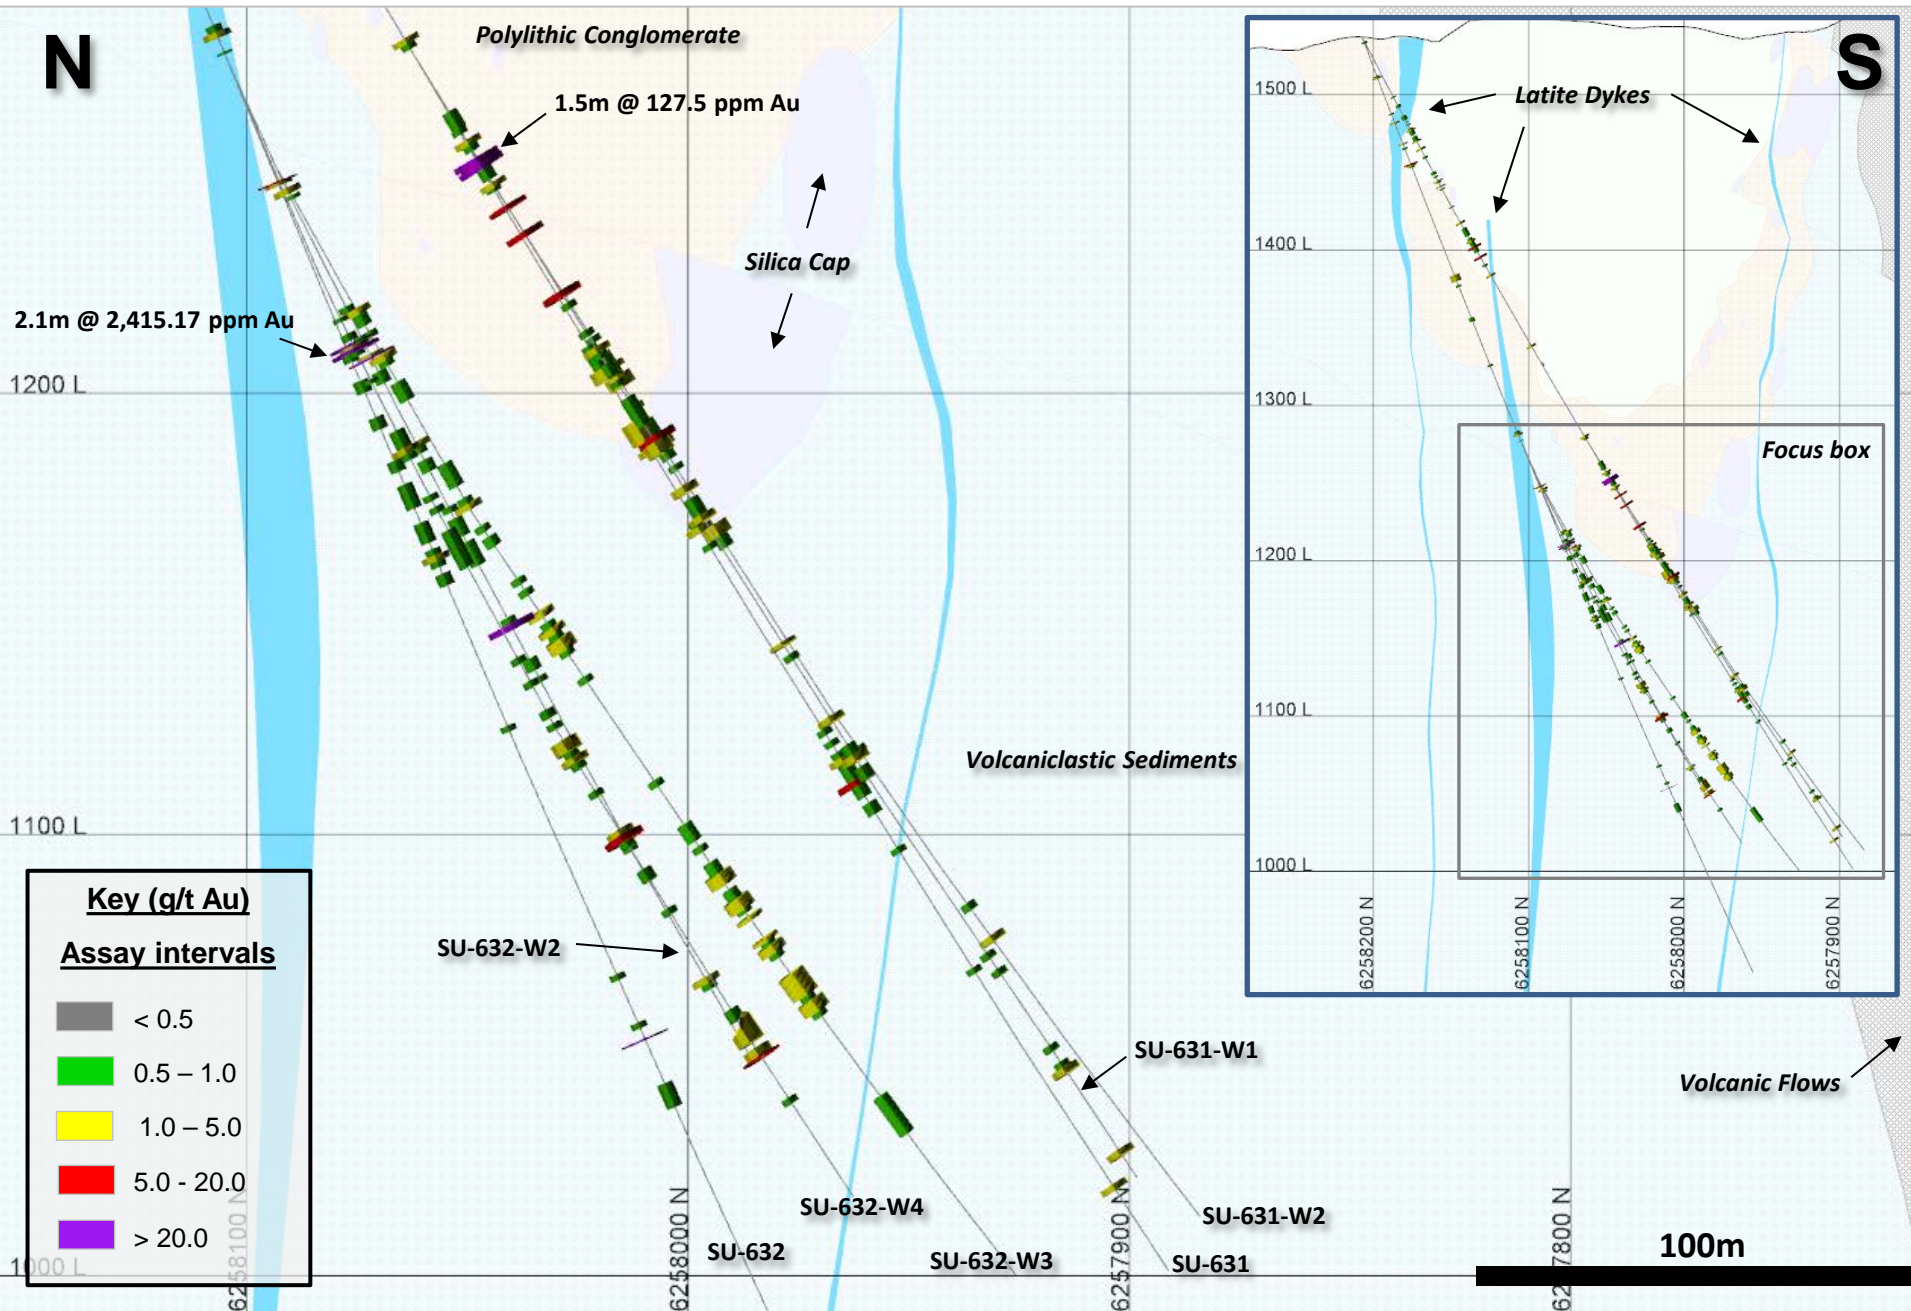 N
Polylithic Conglomerate
1.5m @ 127.5 ppm Au
Silica Cap
2.1m @ 2,415.17 ppm Au
1200 L
Volcaniclastic Sediments
1100 L
Key (g/t Au)
Assay intervals
< 0.5
0.5 – 1.0
1.0 – 5.0
5.0 - 20.0
> 20.0
1000 L
SU-632-W2
SU-631-W1
SU-632-W4
SU-631-W2
SU-632
SU-632-W3
SU-631
Volcanic Flows
6258100 N
6258000 N
6257900 N
6257800 N
100m
S
Latite Dykes
Focus box
1500 L
1400 L
1300 L
1200 L
1100 L
1000 L
6258200 N
6258100 N
6258000 N
6257900 N